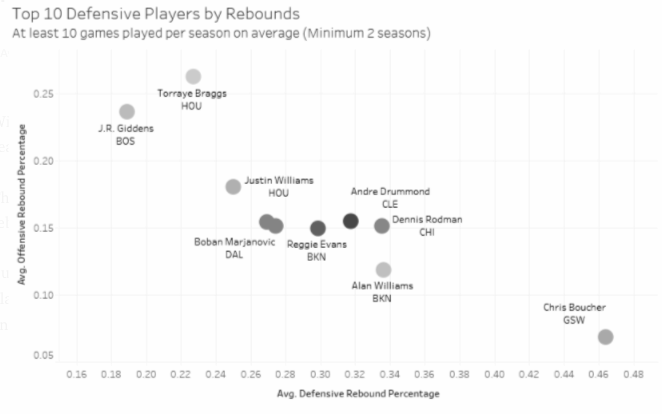 Top 10 Defensive Players by Rebounds
At least 10 games played per season on average (Minimum 2 seasons)
Avg. Offensive Rebound Percentage
0.25
0.20
0.15
0.10
0.05
Torraye Braggs
HOU
J.R. Giddens
BOS
Justin Williams
HOU
Andre Drummond
CLE
Dennis Rodman
CHI
Boban Marjanovic
DAL
Reggie Evans
BKN
Alan Williams
BKN
Chris Boucher
GSW
0.16 0.18 0.20 0.22 0.24 0.26 0.28 0.30 0.32 0.34 0.36 0.38 0.40 0.42 0.44 0.46 0.48
Avg. Defensive Rebound Percentage